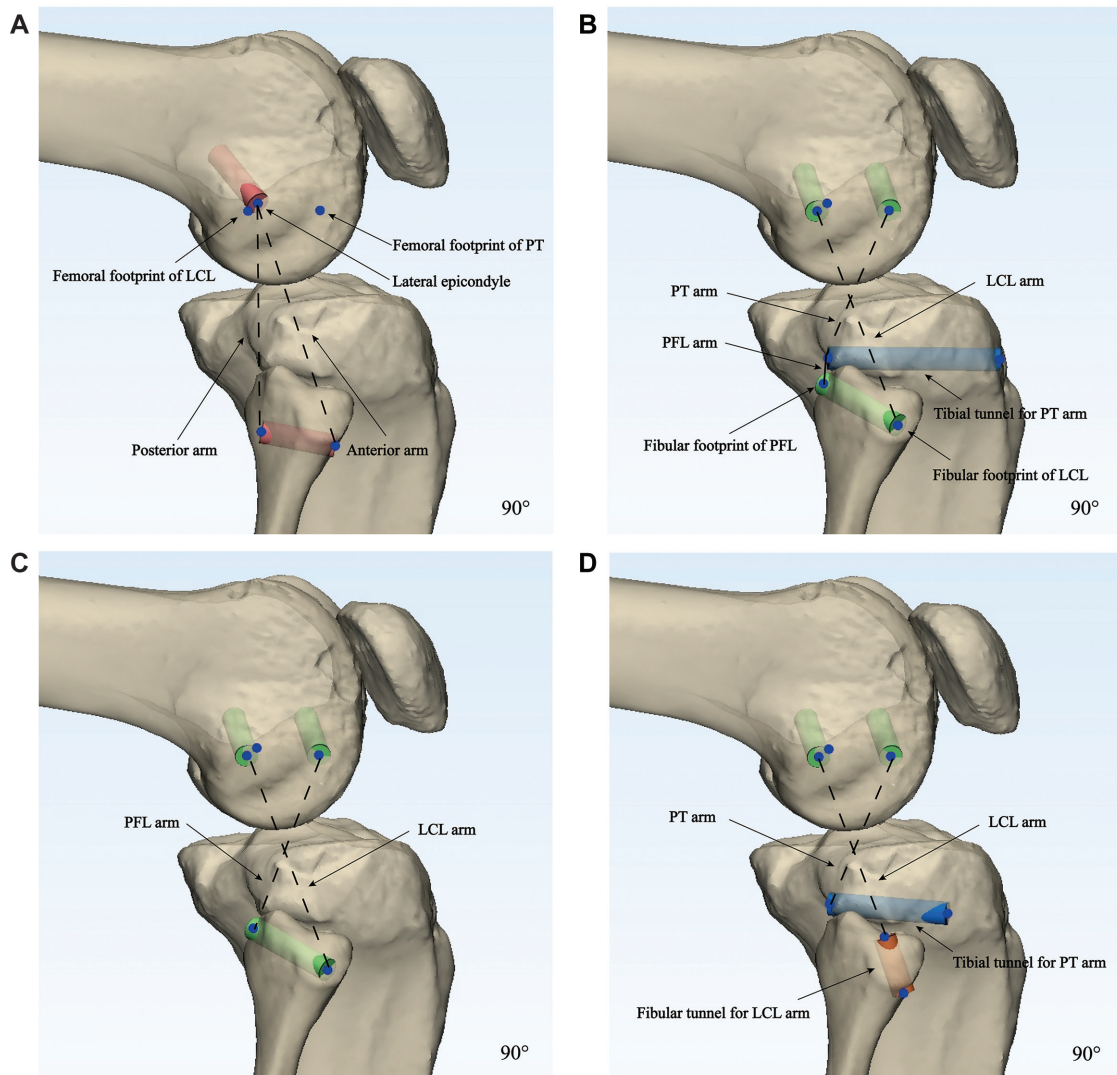 A
Femoral footprint of PT
Femoral footprint of LCL
Lateral epicondyle
Posterior arm
Anterior arm
90°
B
PT arm
LCL arm
PFL arm
Tibial tunnel for PT arm
Fibular footprint of PFL
Fibular footprint of LCL
90°
C
PFL arm
LCL arm
90°
D
PT arm
LCL arm
Tibial tunnel for PT arm
Fibular tunnel for LCL arm
90°